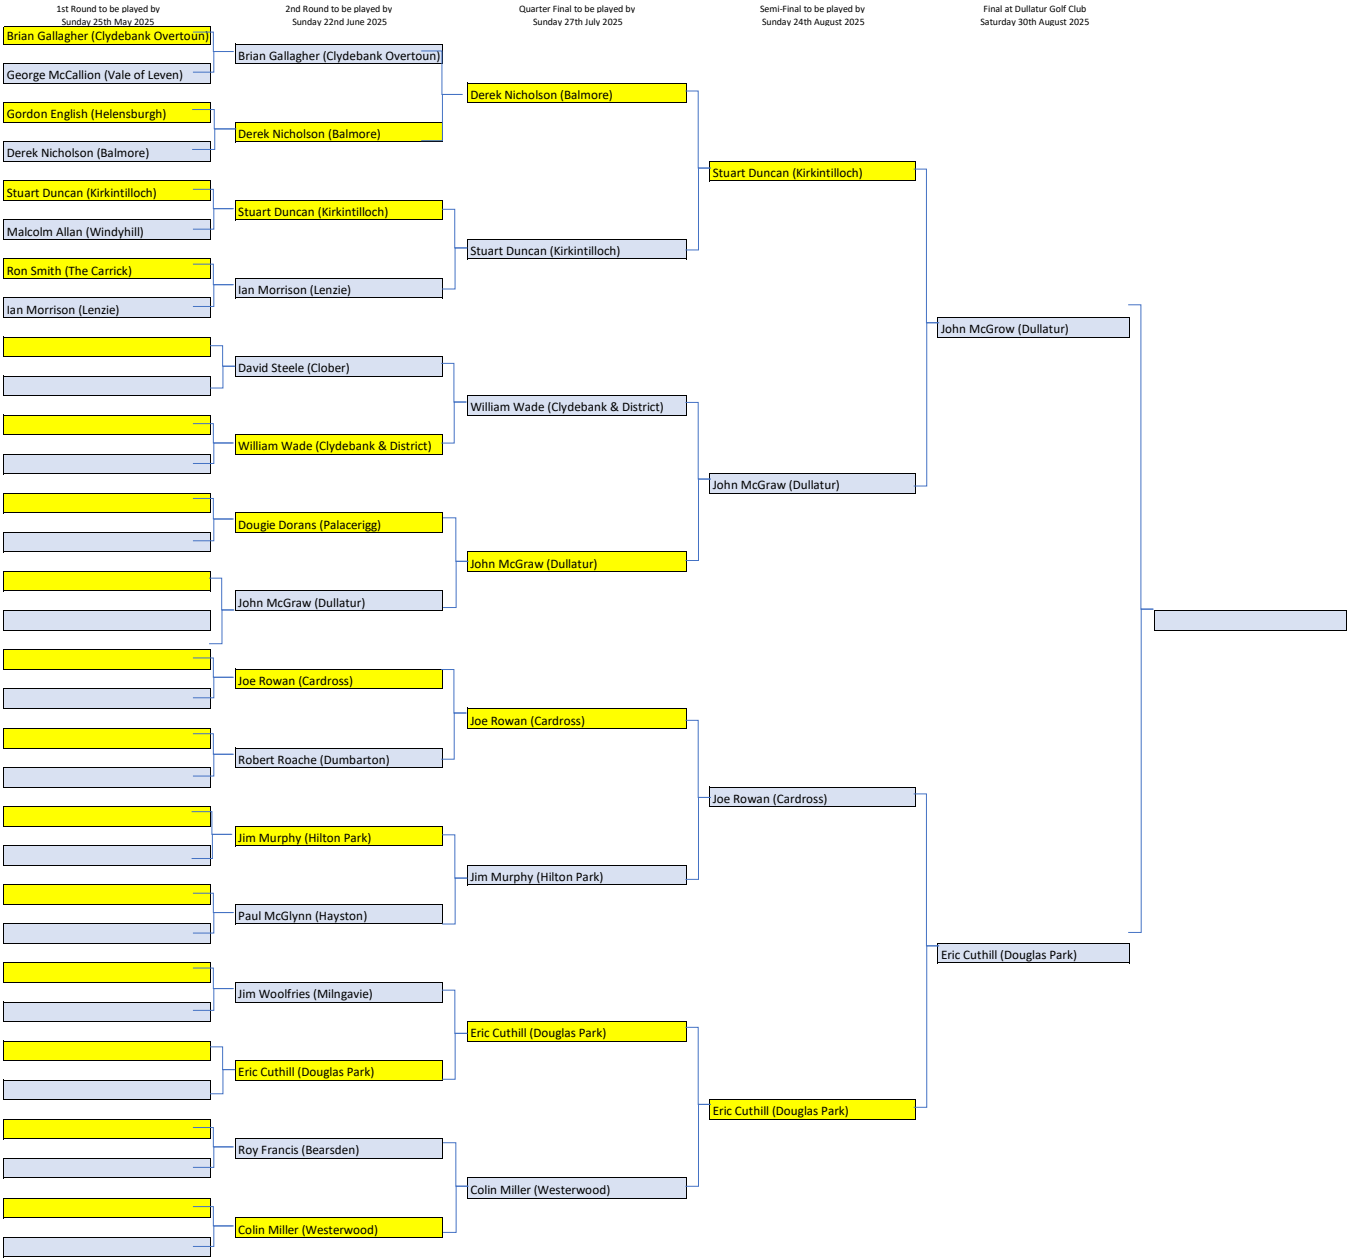 1st Round to be played by
Sunday 25th May 2025
2nd Round to be played by
Sunday 22nd June 2025
Quarter Final to be played by
Sunday 27th July 2025
Semi-Final to be played by
Sunday 24th August 2025
Final at Dullatur Golf Club
Saturday 30th August 2025
Brian Gallagher (Clydebank Overtoun)
George McCallion (Vale of Leven)
Gordon English (Helensburgh)
Derek Nicholson (Balmore)
Stuart Duncan (Kirkintilloch)
Malcolm Allan (Windyhill)
Ron Smith (The Carrick)
Ian Morrison (Lenzie)
Brian Gallagher (Clydebank Overtoun)
Derek Nicholson (Balmore)
Stuart Duncan (Kirkintilloch)
Ian Morrison (Lenzie)
David Steele (Clober)
William Wade (Clydebank & District)
Dougie Dorans (Palacerigg)
John McGraw (Dullatur)
Joe Rowan (Cardross)
Robert Roache (Dumbarton)
Jim Murphy (Hilton Park)
Paul McGlynn (Hayston)
Jim Woolfries (Milngavie)
Eric Cuthill (Douglas Park)
Roy Francis (Bearsden)
Colin Miller (Westerwood)
Derek Nicholson (Balmore)
Stuart Duncan (Kirkintilloch)
William Wade (Clydebank & District)
John McGraw (Dullatur)
Joe Rowan (Cardross)
Jim Murphy (Hilton Park)
Eric Cuthill (Douglas Park)
Colin Miller (Westerwood)
Stuart Duncan (Kirkintilloch)
John McGraw (Dullatur)
Joe Rowan (Cardross)
Eric Cuthill (Douglas Park)
John McGrow (Dullatur)
Eric Cuthill (Douglas Park)